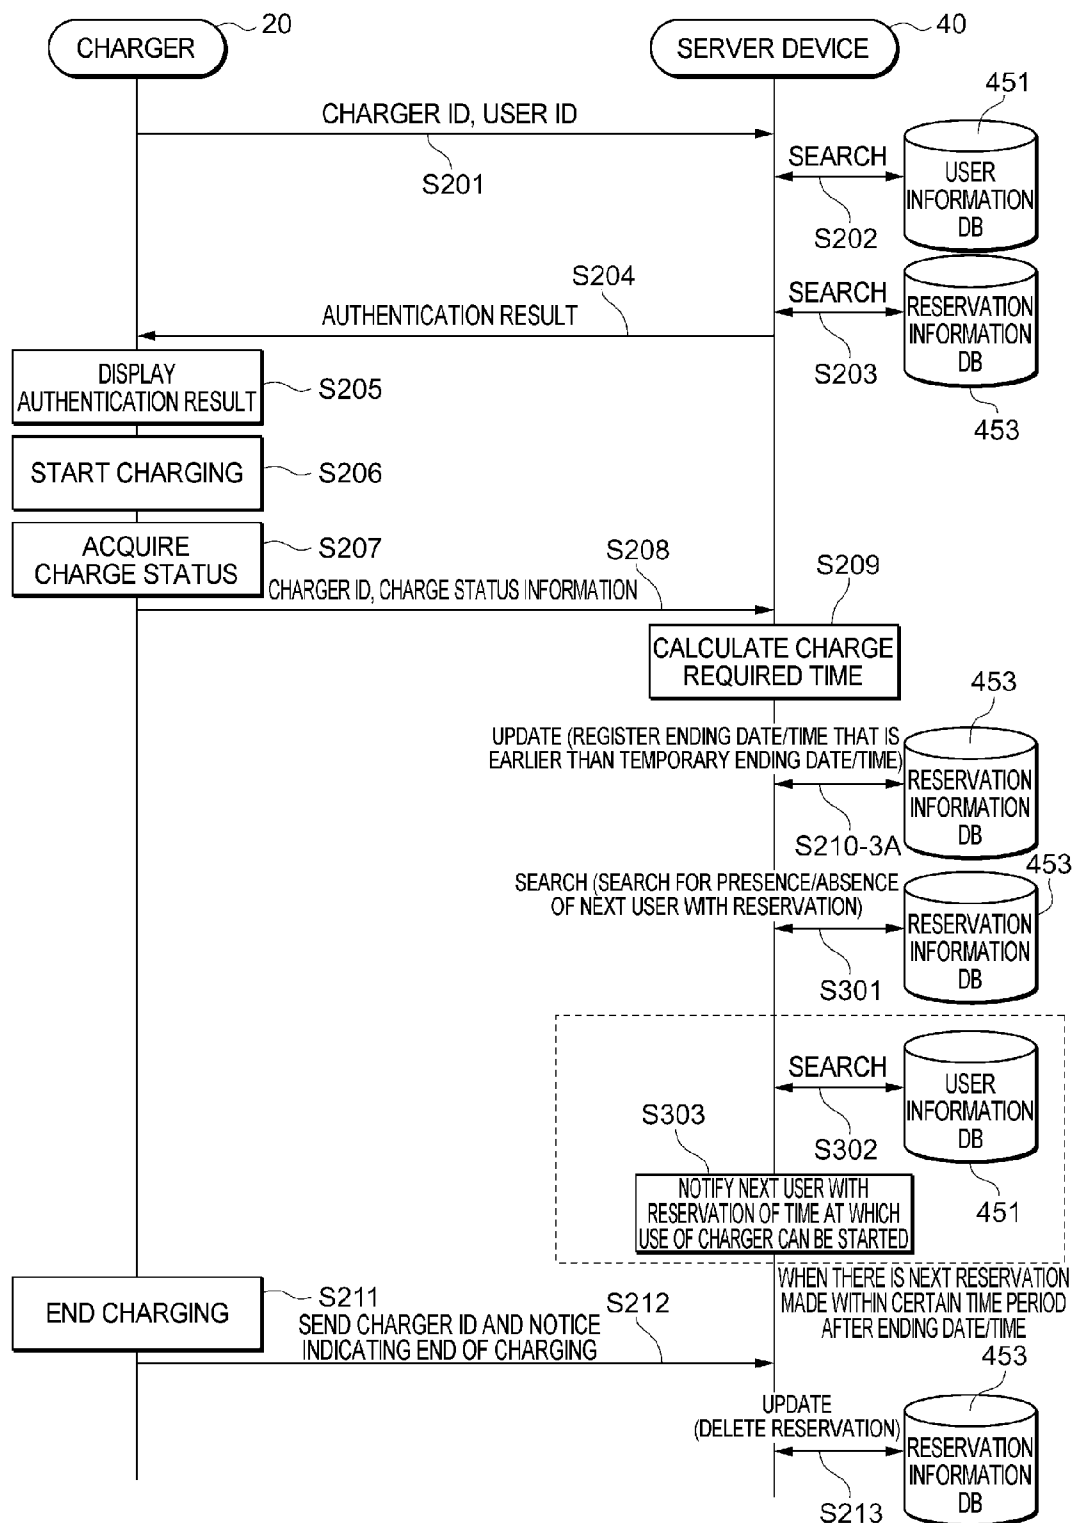 20
40
CHARGER
SERVER DEVICE
451
CHARGER ID, USER ID
SEARCH
USER
INFORMATION
DB
S201
S202
S204
SEARCH
RESERVATION
INFORMATION
DB
AUTHENTICATION RESULT
S203
453
DISPLAY
AUTHENTICATION RESULT
S205
START CHARGING
S206
ACQUIRE
CHARGE STATUS
S207
S208
S209
CHARGER ID, CHARGE STATUS INFORMATION
CALCULATE CHARGE
REQUIRED TIME
453
UPDATE (REGISTER ENDING DATE/TIME THAT IS
EARLIER THAN TEMPORARY ENDING DATE/TIME)
RESERVATION
INFORMATION
DB
S210-3A
453
SEARCH (SEARCH FOR PRESENCE/ABSENCE
OF NEXT USER WITH RESERVATION)
RESERVATION
INFORMATION
DB
S301
SEARCH
USER
INFORMATION
DB
S303
S302
451
NOTIFY NEXT USER WITH
RESERVATION OF TIME AT WHICH
USE OF CHARGER CAN BE STARTED
WHEN THERE IS NEXT RESERVATION
MADE WITHIN CERTAIN TIME PERIOD
AFTER ENDING DATE/TIME
END CHARGING
S211
S212
SEND CHARGER ID AND NOTICE
INDICATING END OF CHARGING
453
UPDATE
(DELETE RESERVATION)
RESERVATION
INFORMATION
DB
S213